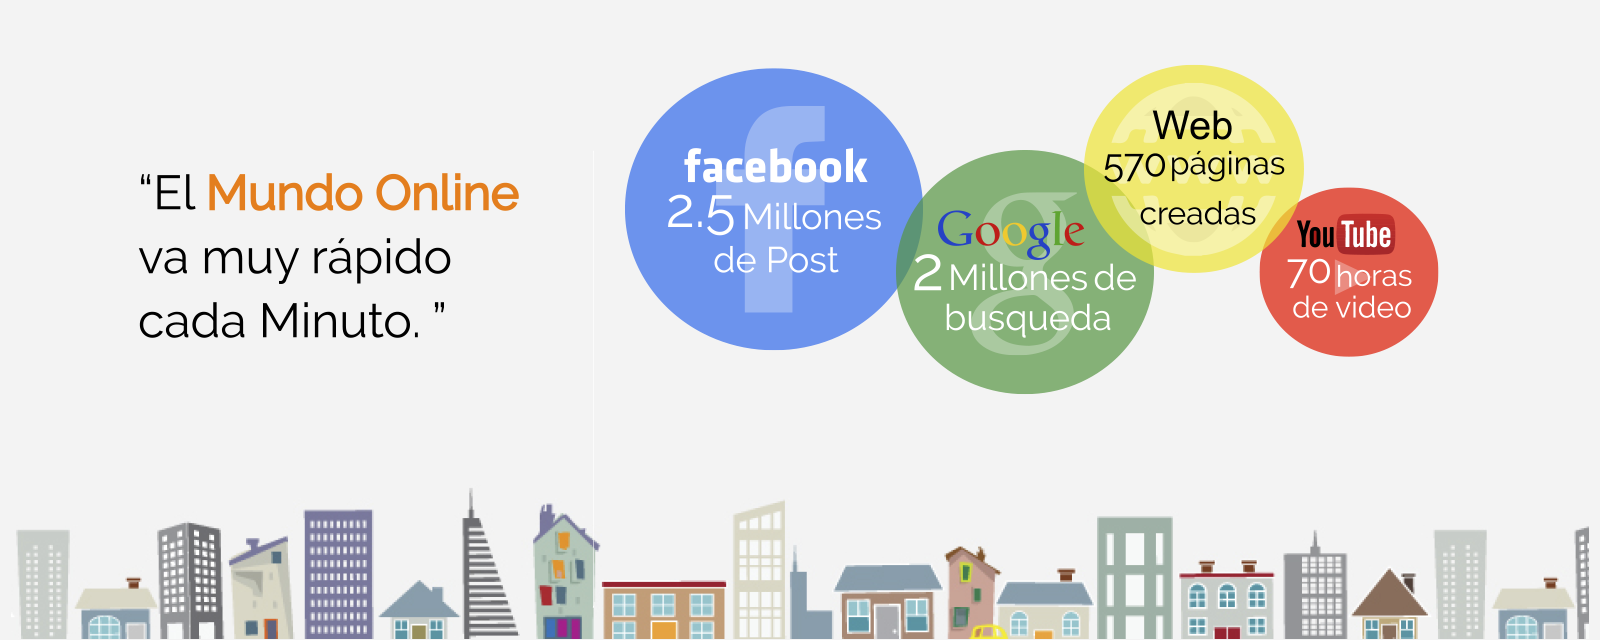 “El Mundo Online
va muy rápido
cada Minuto. ”
facebook
2.5 Millones
de Post
Google
2 Millones de
busqueda
Web
570 páginas
creadas
YouTube
70 horas
de video